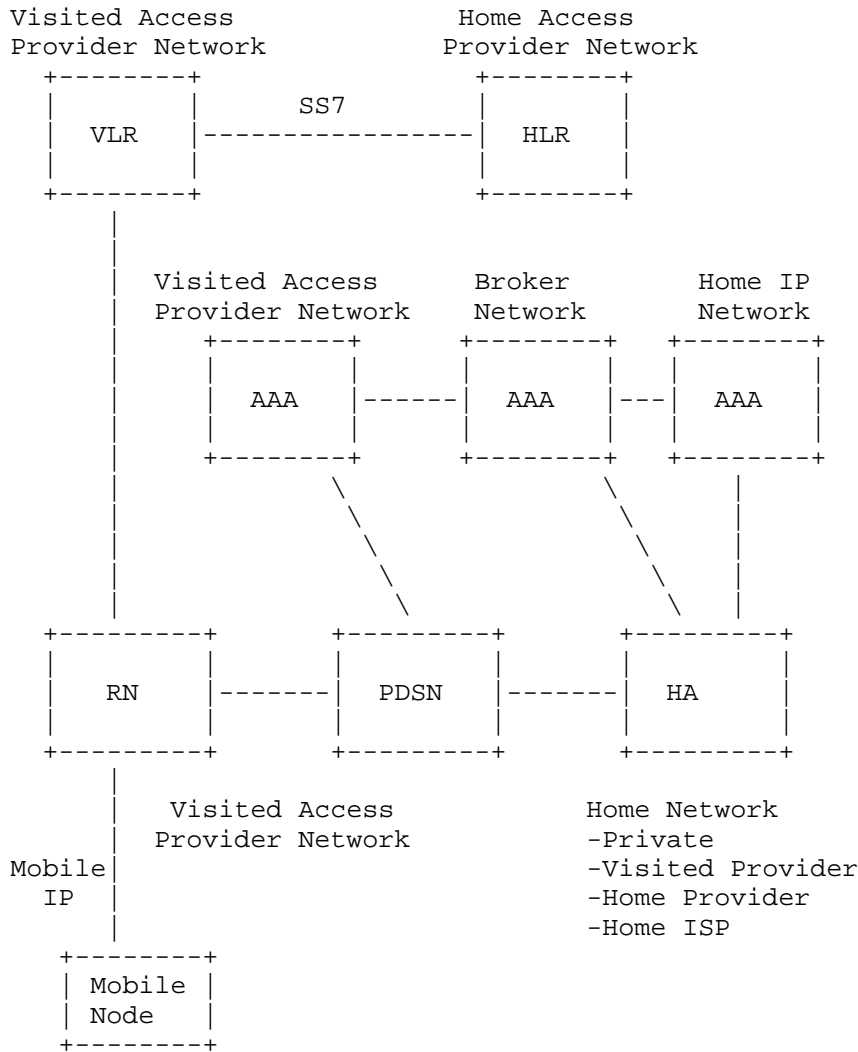 Visited Access Home Access
Provider Network Provider Network
SS7
VLR HLR
Visited Access Broker Home IP
Provider Network Network Network
AAA AAA AAA
RN PDSN HA
Visited Access Home Network
Provider Network -Private
Mobile -Visited Provider
IP -Home Provider
-Home ISP
Mobile
Node